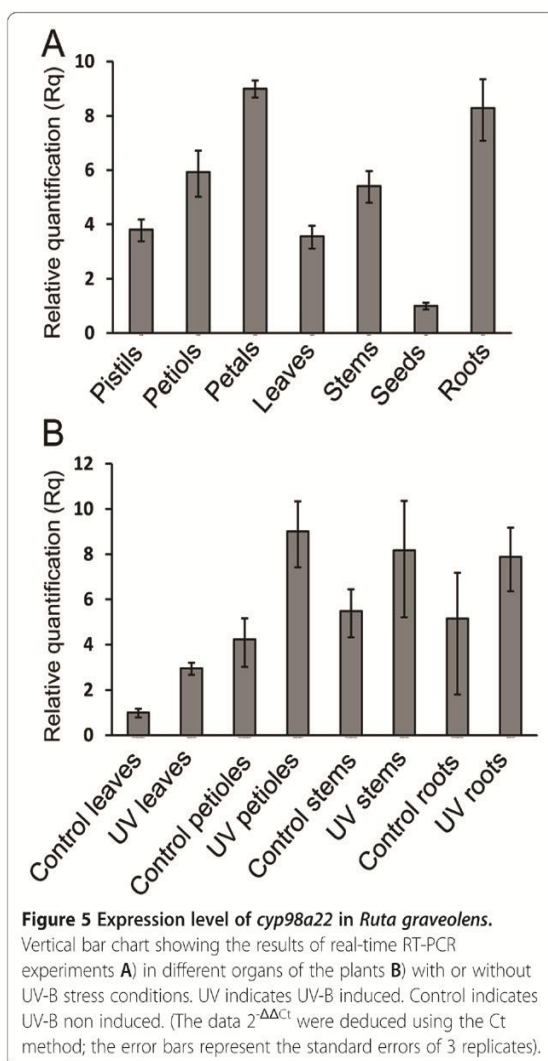 A
Relative quantification (Rq)
10
8
6
4
2
0
Pistils
Petiols
Petals
Leaves
Stems
Seeds
Roots
B
Relative quantification (Rq)
12
10
8
6
4
2
0
Control leaves
UV leaves
Control petioles
UV petioles
Control stems
UV stems
Control roots
UV roots
Figure 5 Expression level of cyp98a22 in Ruta graveolens.
Vertical bar chart showing the results of real-time RT-PCR
experiments A) in different organs of the plants B) with or without
UV-B stress conditions. UV indicates UV-B induced. Control indicates
UV-B non induced. (The data 2-ΔΔCt were deduced using the Ct
method; the error bars represent the standard errors of 3 replicates).